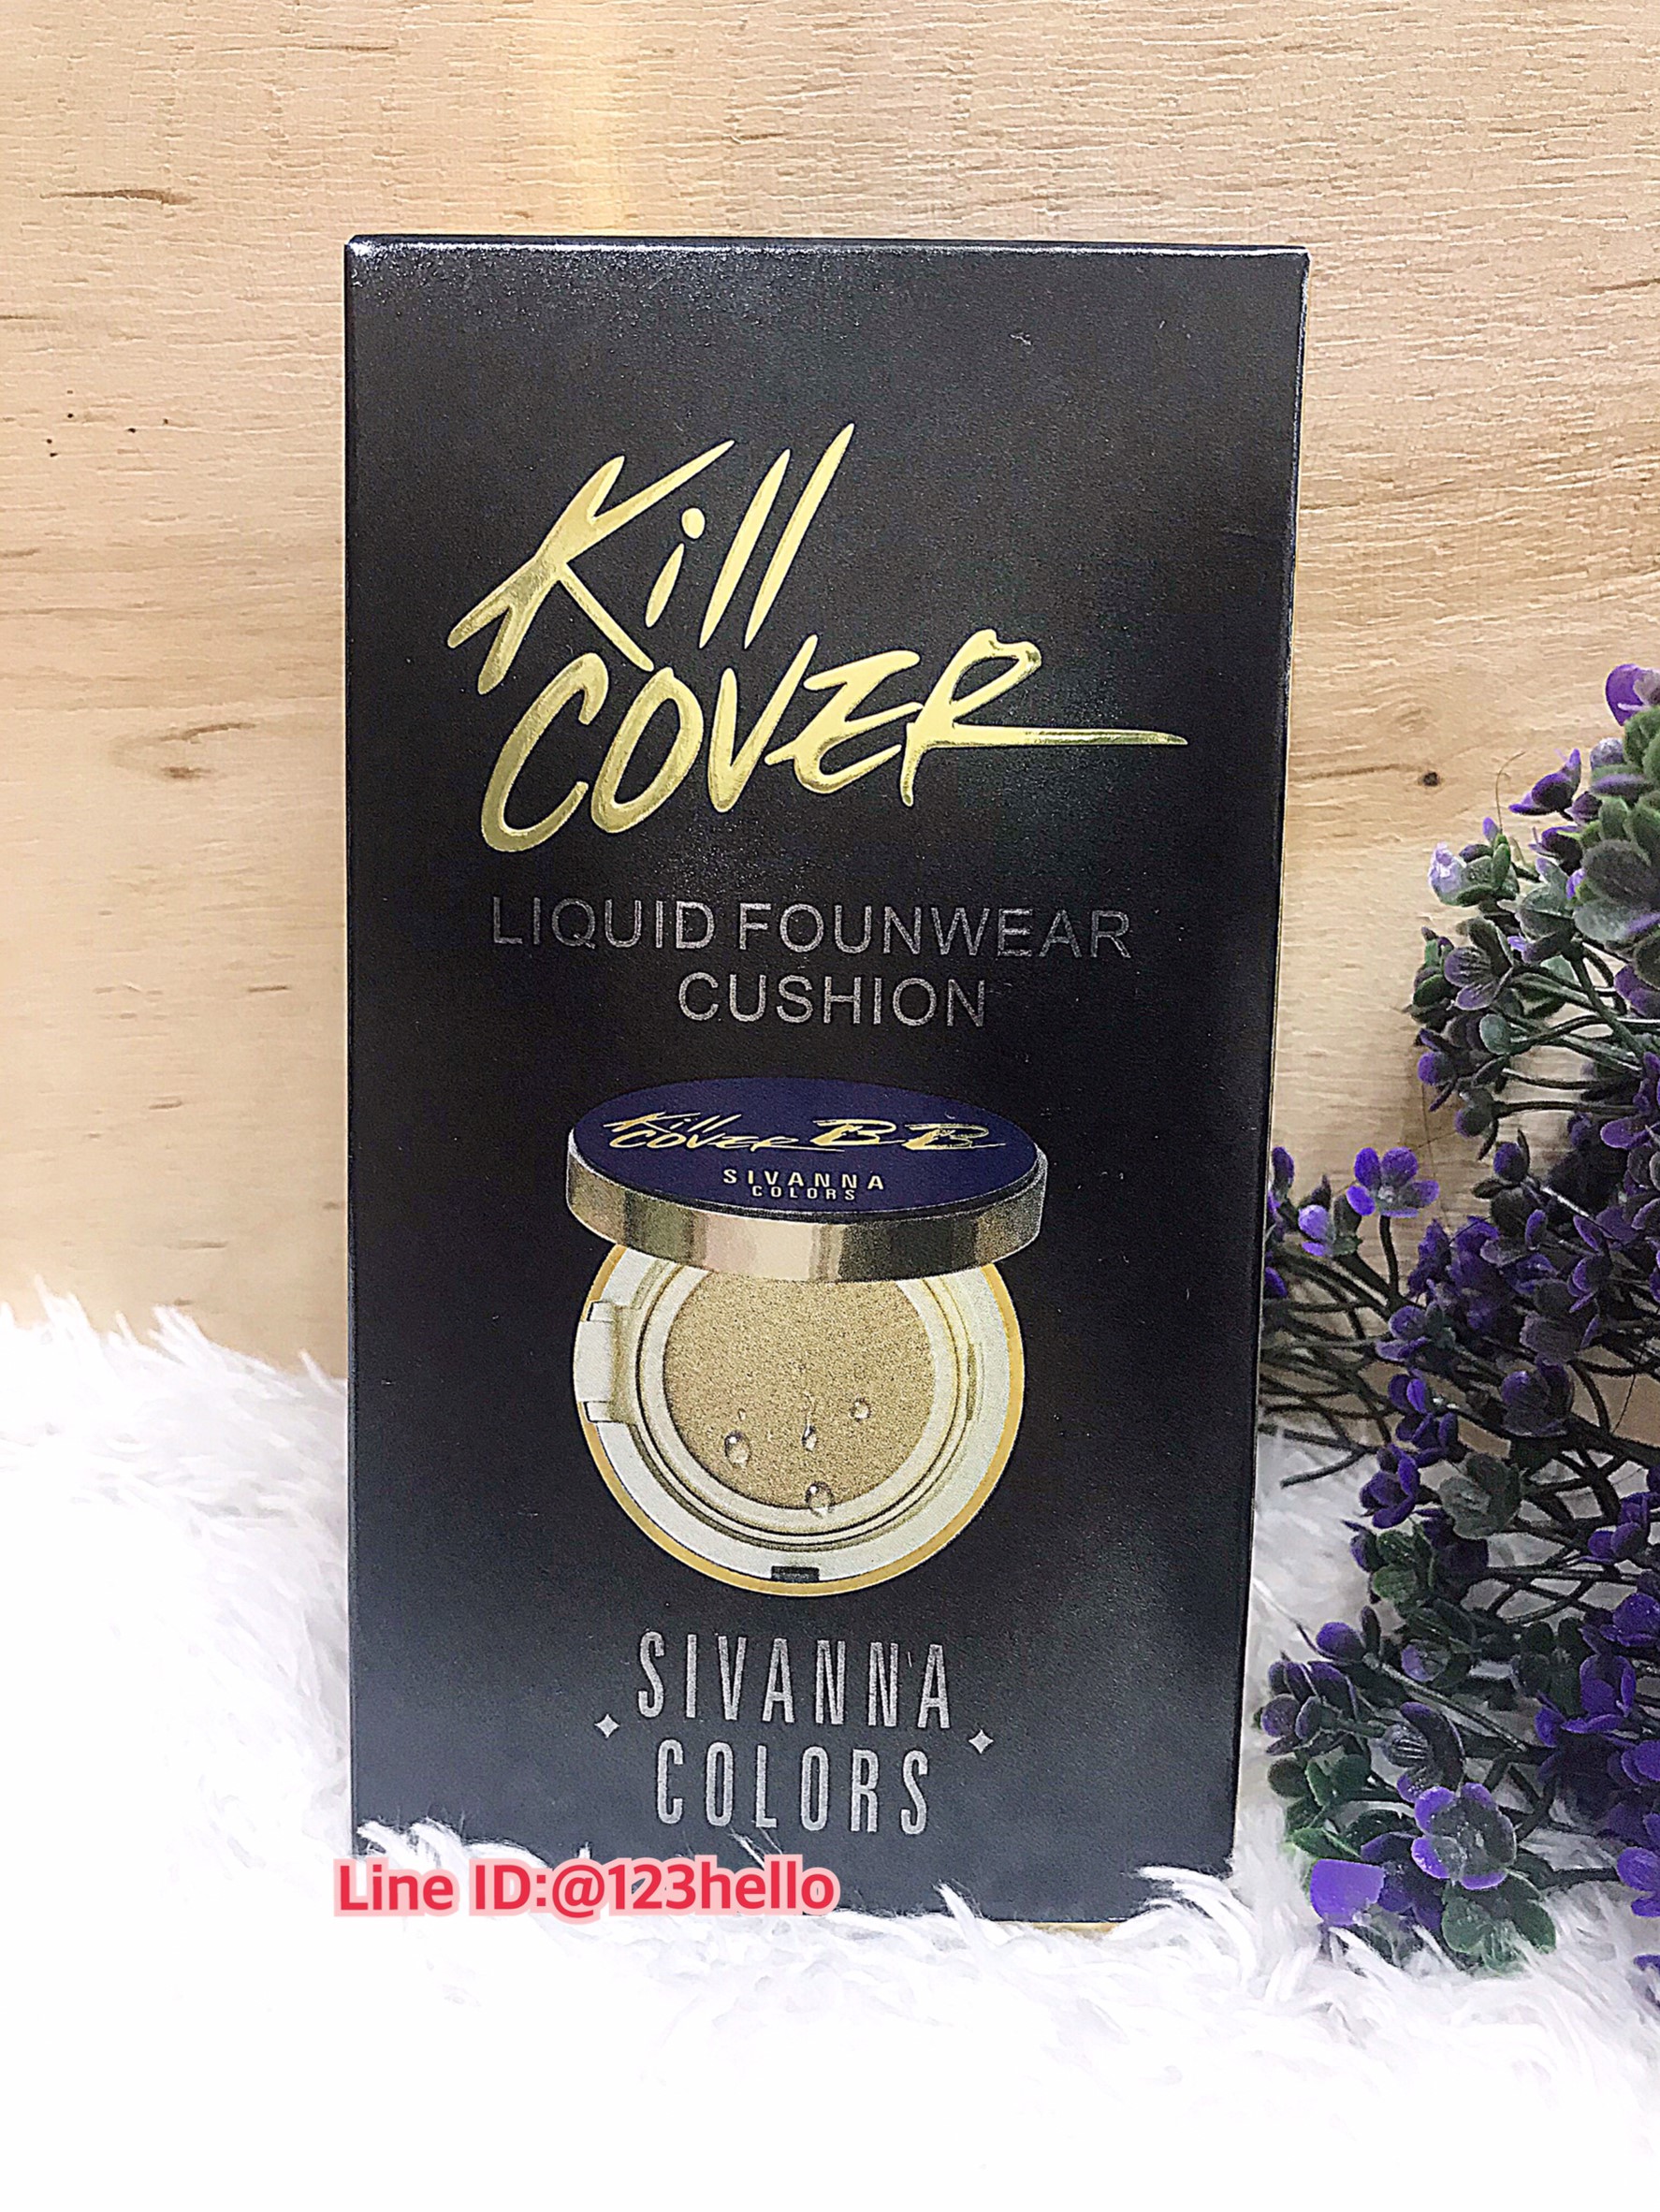 Kill
COVER
LIQUID FOUNWEAR
CUSHION
Kill
COVER BB
SIVANNA
COLORS
SIVANNA
COLORS
Line ID:@123hello